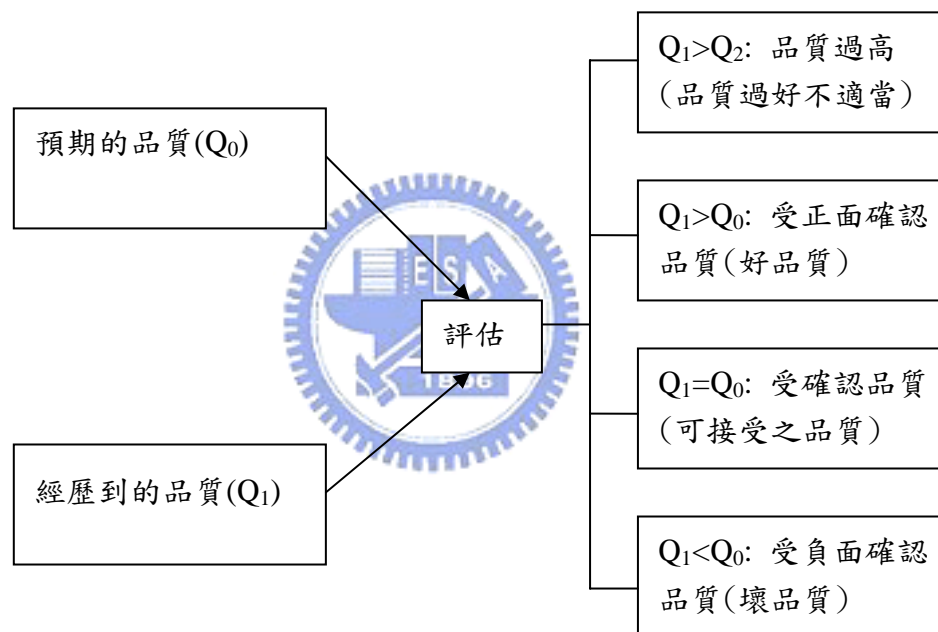 預期的品質(Q₀)
經歷到的品質(Q₁)
評估
Q₁>Q₂: 品質過高
(品質過好不適當)
Q₁>Q₀: 受正面確認
品質(好品質)
Q₁=Q₀: 受確認品質
(可接受之品質)
Q₁<Q₀: 受負面確認
品質(壞品質)
ESA
1896